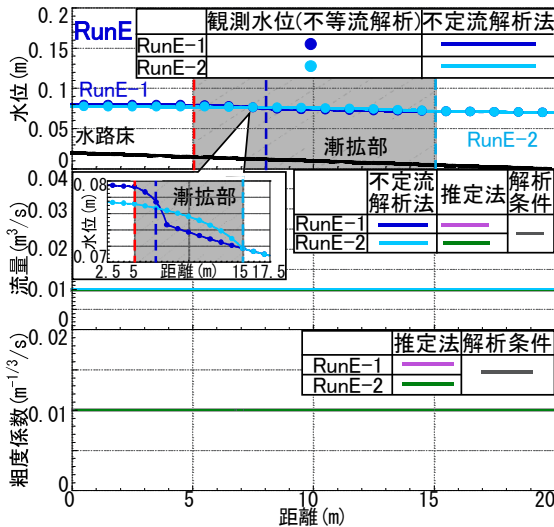 RunE
観測水位(不等流解析) 不定流解析法
RunE-1
RunE-2
0.2
0.15
0.1
0.05
0
水位(m)
RunE-1
RunE-2
水路床
漸拡部
0.08
0.07
水位(m)
漸拡部
2.5 5 15 17.5
距離(m)
不定流解析法 推定法 解析条件
RunE-1
RunE-2
0.04
0.03
0.02
0.01
0
流量(m³/s)
推定法 解析条件
RunE-1
RunE-2
0.02
0.01
0
粗度係数(m⁻¹/³/s)
0 5 10 15 20
距離(m)